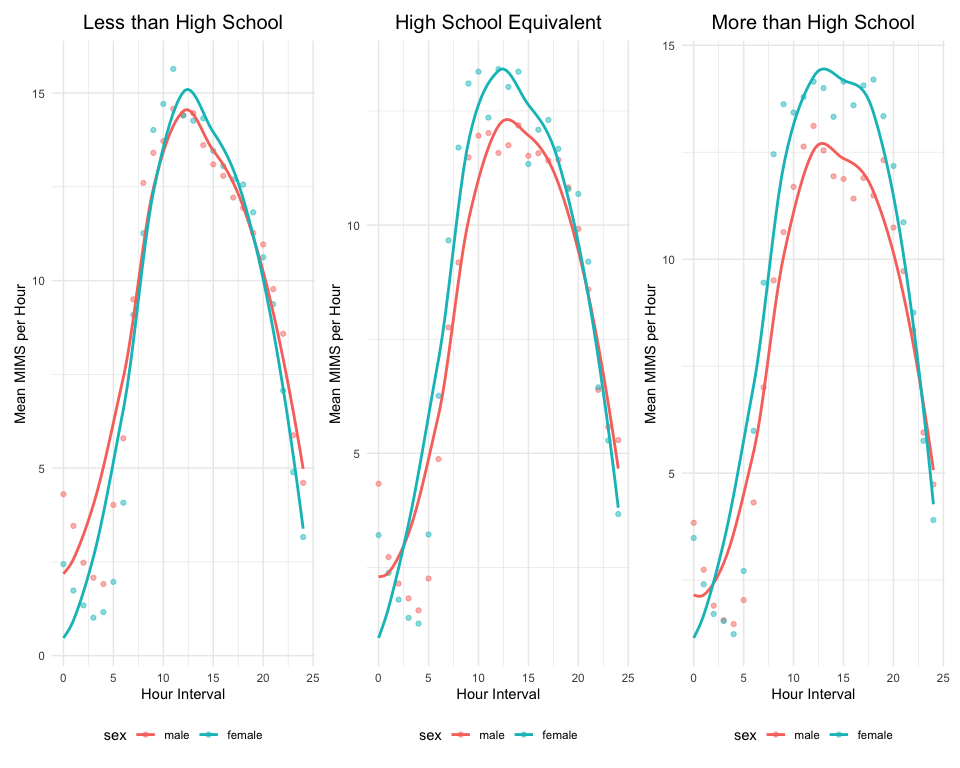 Less than High School
Mean MIMS per Hour
15
10
5
0
0 5 10 15 20 25
Hour Interval
sex male female
High School Equivalent
Mean MIMS per Hour
10
5
0 5 10 15 20 25
Hour Interval
sex male female
More than High School
Mean MIMS per Hour
15
10
5
0 5 10 15 20 25
Hour Interval
sex male female